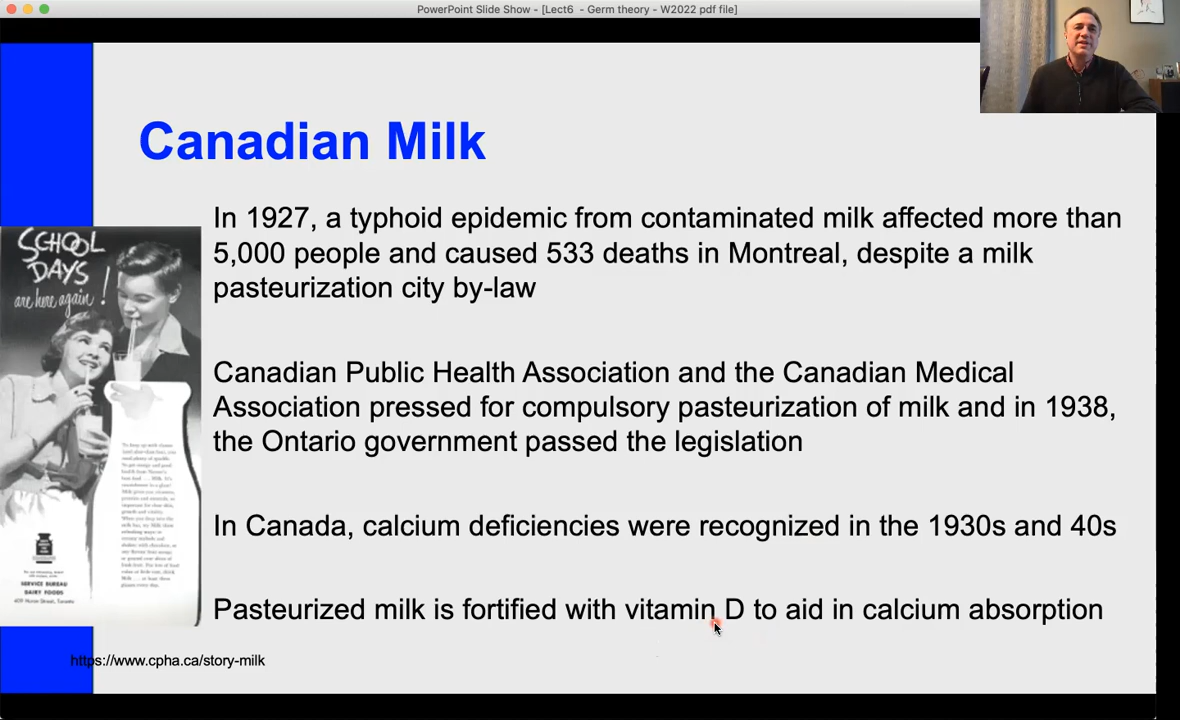 PowerPoint Slide Show - [Lect6 - Germ theory - W2022 pdf file]
Canadian Milk
In 1927, a typhoid epidemic from contaminated milk affected more than
5,000 people and caused 533 deaths in Montreal, despite a milk
pasteurization city by-law
Canadian Public Health Association and the Canadian Medical
Association pressed for compulsory pasteurization of milk and in 1938,
the Ontario government passed the legislation
In Canada, calcium deficiencies were recognized in the 1930s and 40s
Pasteurized milk is fortified with vitamin D to aid in calcium absorption
SCHOOL
DAYS
are here again!
SERVICE BUREAU
DAIRY FOODS
https://www.cpha.ca/story-milk